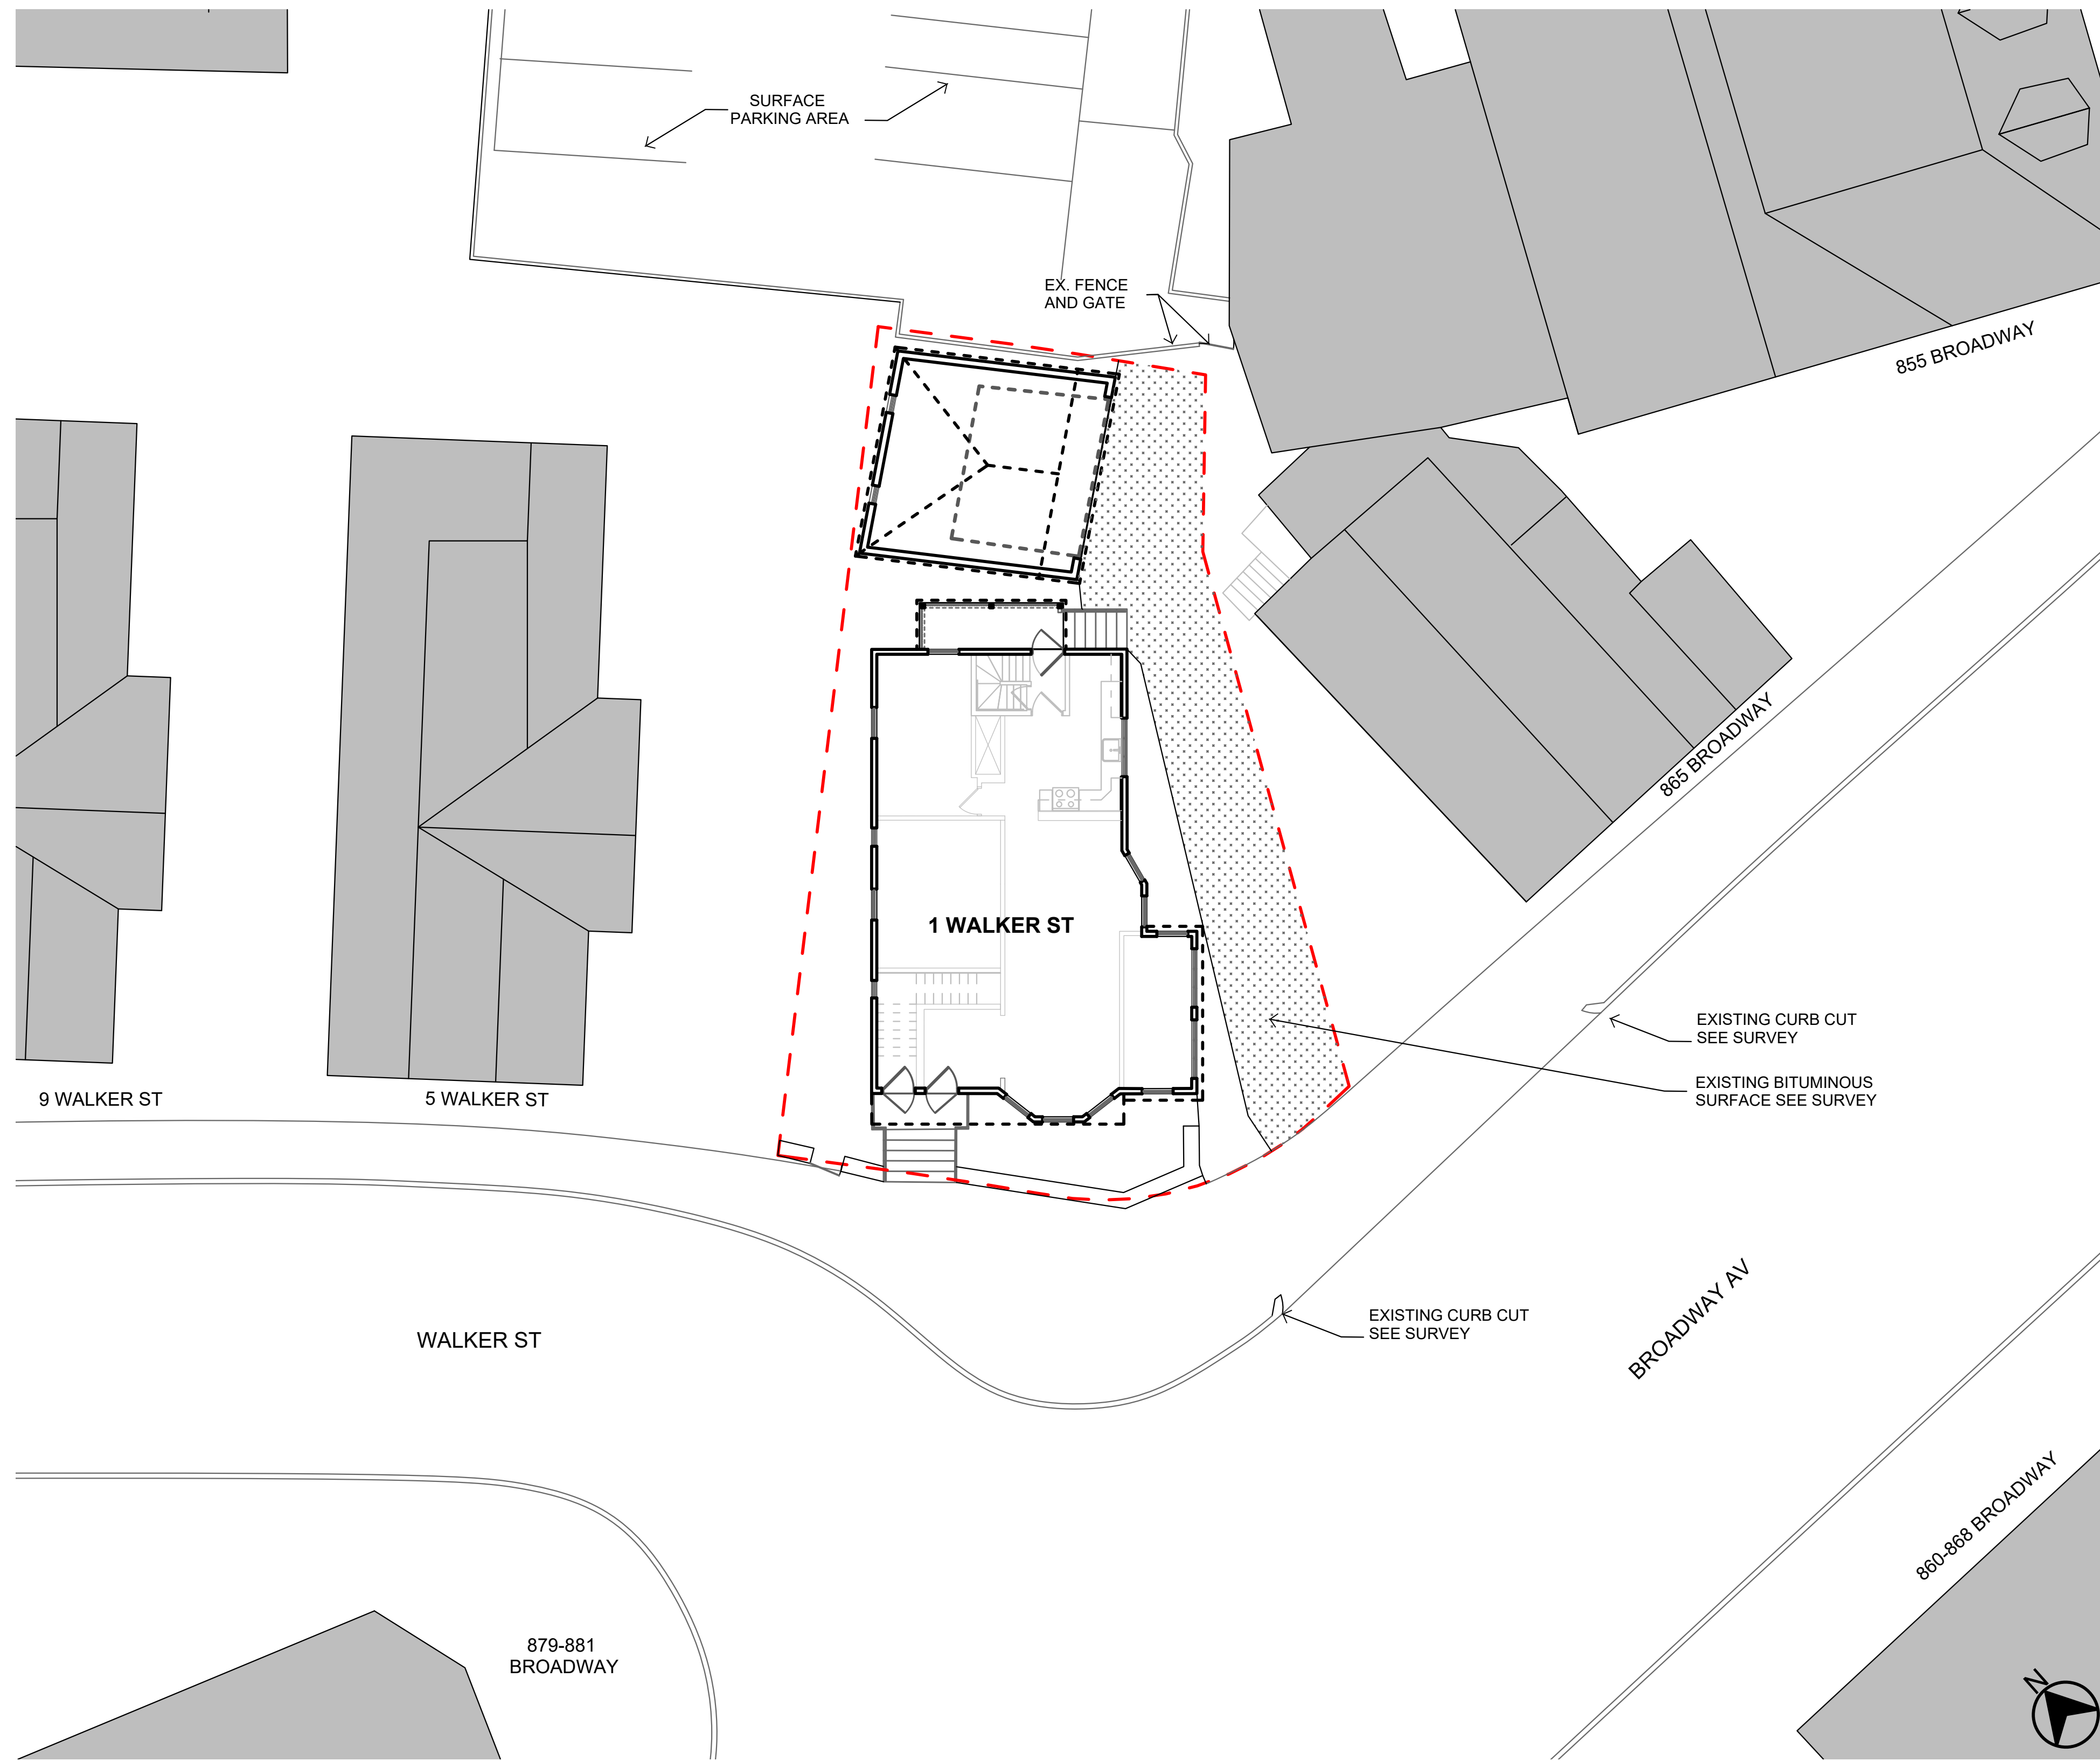 SURFACE
PARKING AREA
EX. FENCE
AND GATE
855 BROADWAY
865 BROADWAY
1 WALKER ST
EXISTING CURB CUT
SEE SURVEY
EXISTING BITUMINOUS
SURFACE SEE SURVEY
9 WALKER ST
5 WALKER ST
WALKER ST
EXISTING CURB CUT
SEE SURVEY
BROADWAY AV
860-868 BROADWAY
879-881
BROADWAY
N